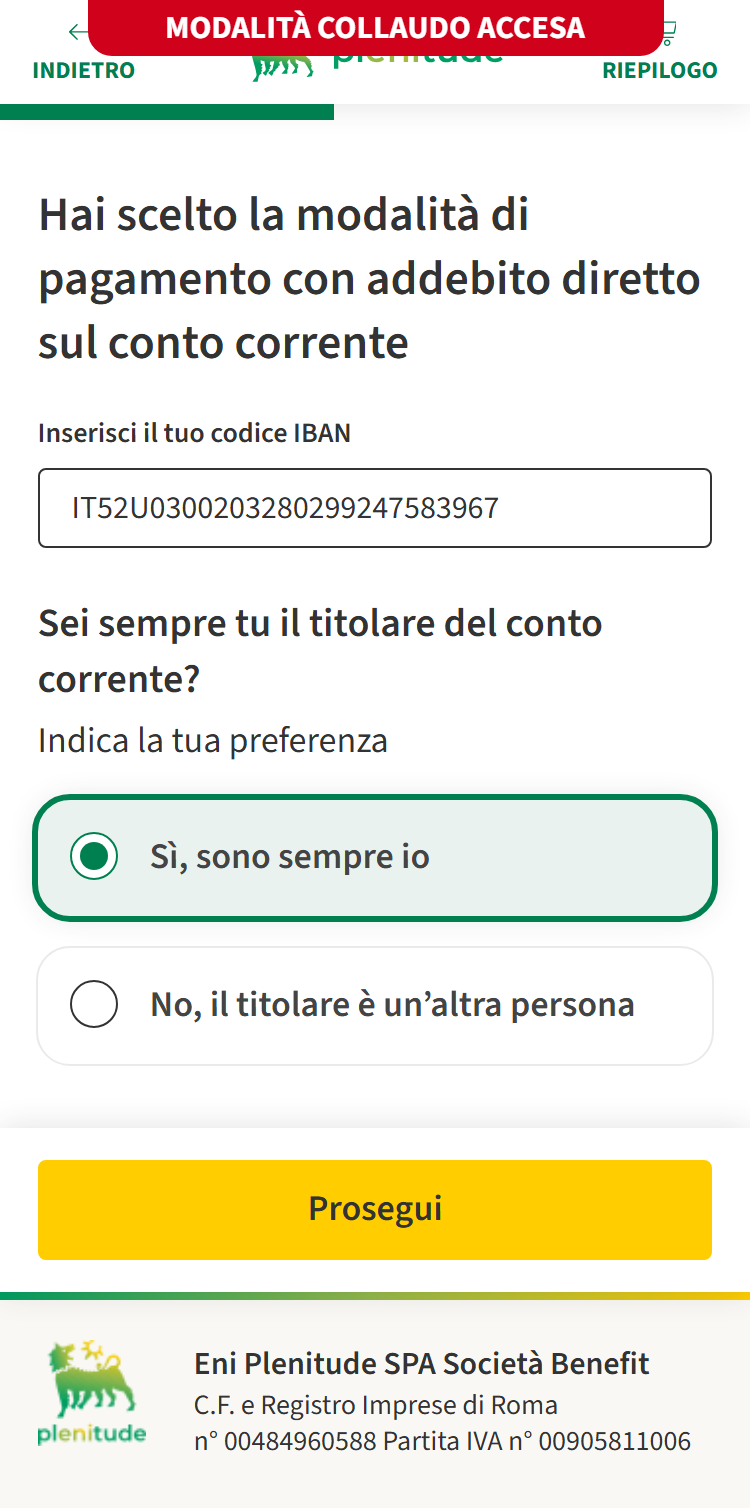 MODALITÀ COLLAUDO ACCESA
INDIETRO
plenitude
RIEPILOGO
Hai scelto la modalità di
pagamento con addebito diretto
sul conto corrente
Inserisci il tuo codice IBAN
IT52U0300203280299247583967
Sei sempre tu il titolare del conto
corrente?
Indica la tua preferenza
Sì, sono sempre io
No, il titolare è un’altra persona
Prosegui
Eni Plenitude SPA Società Benefit
C.F. e Registro Imprese di Roma
n° 00484960588 Partita IVA n° 00905811006
plenitude